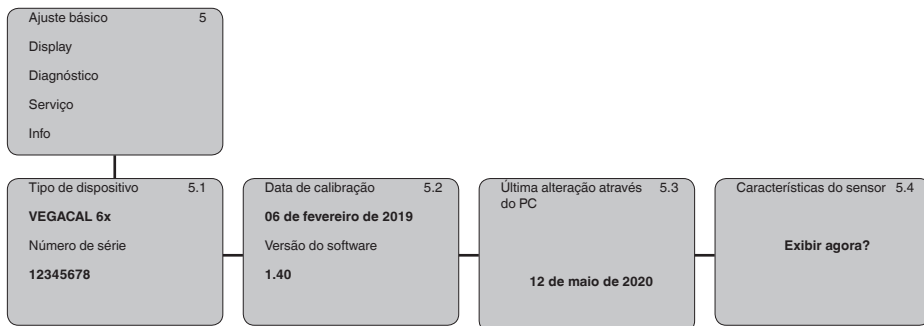 Ajuste básico 5
Display
Diagnóstico
Serviço
Info
Tipo de dispositivo 5.1
VEGACAL 6x
Número de série
12345678
Data de calibração 5.2
06 de fevereiro de 2019
Versão do software
1.40
Última alteração através 5.3
do PC
12 de maio de 2020
Características do sensor 5.4
Exibir agora?